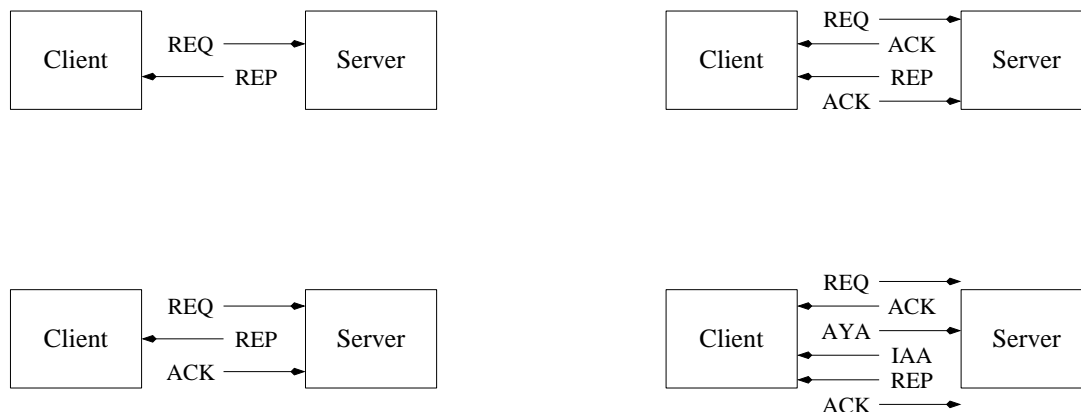 Client
REQ
REP
Server
Client
REQ
ACK
REP
ACK
Server
Client
REQ
REP
ACK
Server
Client
REQ
ACK
AYA
IAA
REP
ACK
Server